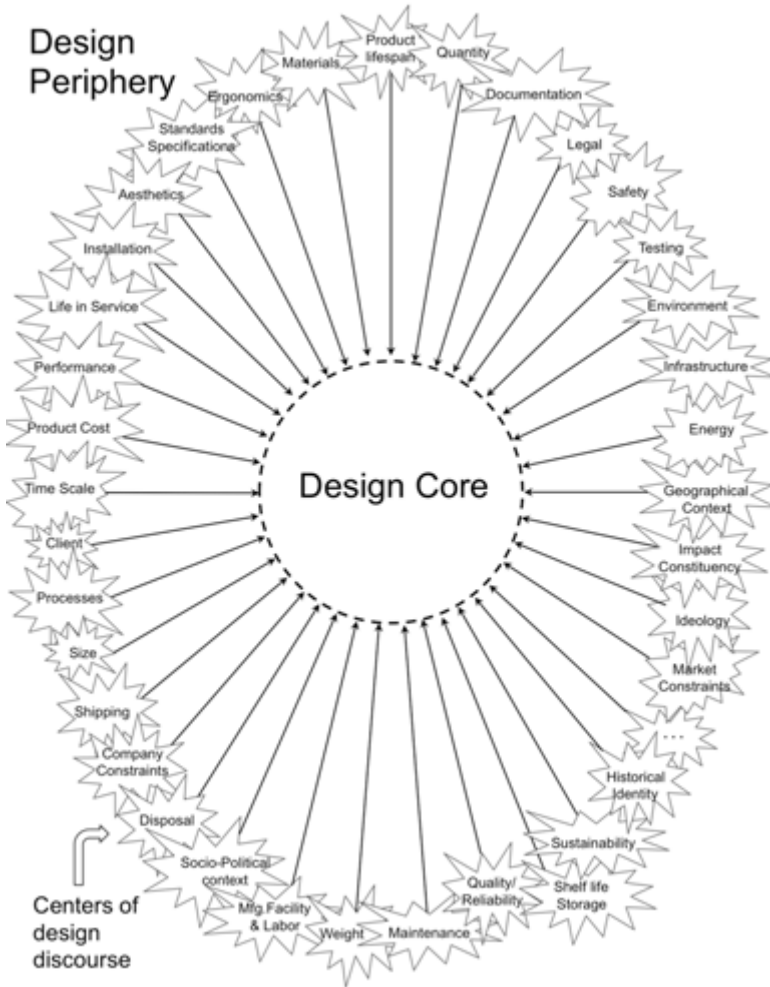 Design
Periphery
Product
lifespan
Quantity
Documentation
Legal
Safety
Testing
Environment
Infrastructure
Energy
Geographical
Context
Impact
Constituency
Ideology
Market
Constraints
...
Historical
Identity
Sustainability
Shelf life
Storage
Quality/
Reliability
Maintenance
Weight
Mfg.Facility
& Labor
Socio-Political
context
Disposal
Company
Constraints
Shipping
Size
Processes
Client
Time Scale
Product Cost
Performance
Life in Service
Installation
Aesthetics
Standards
Specifications
Ergonomics
Materials
Design Core
Centers of
design
discourse